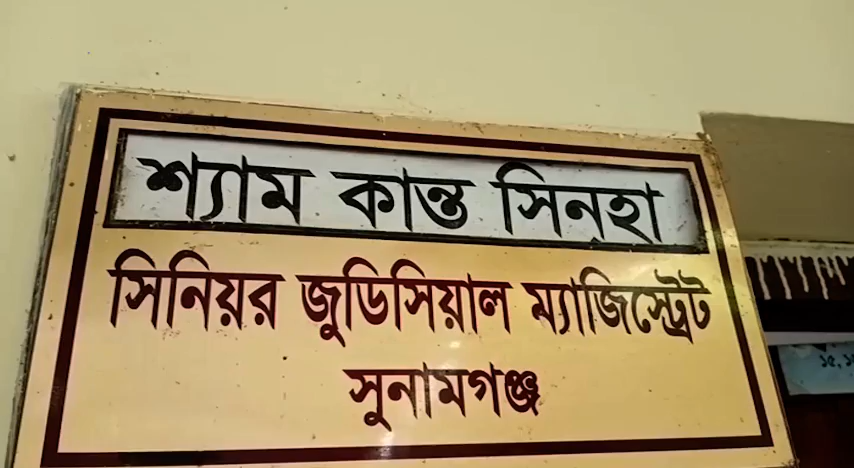 শ্যাম কান্ত সিনহা
সিনিয়র জুডিসিয়াল ম্যাজিস্ট্রেট
সুনামগঞ্জ